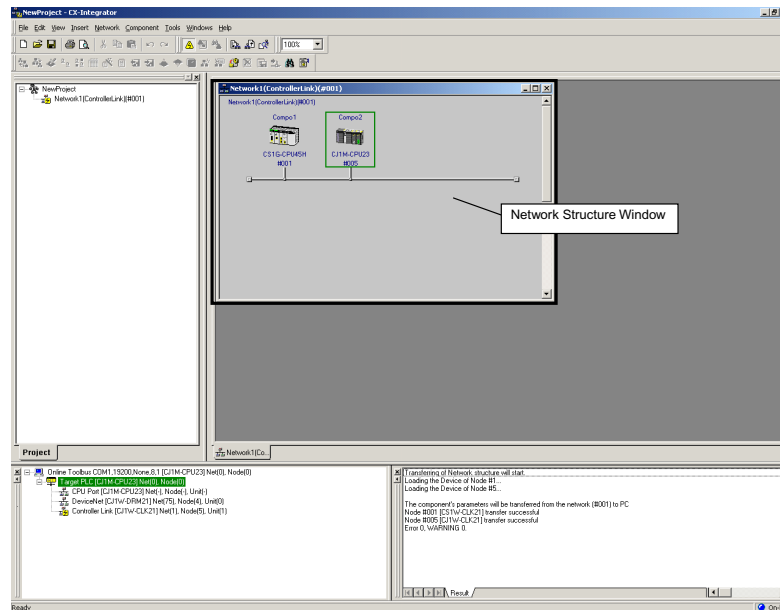 NewProject - CX-Integrator
File Edit View Insert Network Component Tools Windows Help
100%
NewProject
Network1(ControllerLink)(#001)
Network1(ControllerLink)(#001)
Network1(ControllerLink)(#001)
Compo1 Compo2
CS1G-CPU45H CJ1M-CPU23
#001 #005
Network Structure Window
Project
Network1(Co...
Online Toolbus COM1,19200,None,8,1 [CJ1M-CPU23] Net(0), Node(0)
Target PLC [CJ1M-CPU23] Net(0), Node(0)
CPU Port [CJ1M-CPU23] Net(-), Node(-), Unit(-)
DeviceNet [CJ1W-DRM21] Net(75), Node(4), Unit(0)
Controller Link [CJ1W-CLK21] Net(1), Node(5), Unit(1)
Transferring of Network structure will start.
Loading the Device of Node #1...
Loading the Device of Node #5...
The component's parameters will be transferred from the network (#001) to PC
Node #001 [CS1W-CLK21] transfer successful
Node #005 [CJ1W-CLK21] transfer successful
Error 0, WARNING 0.
Result
Ready